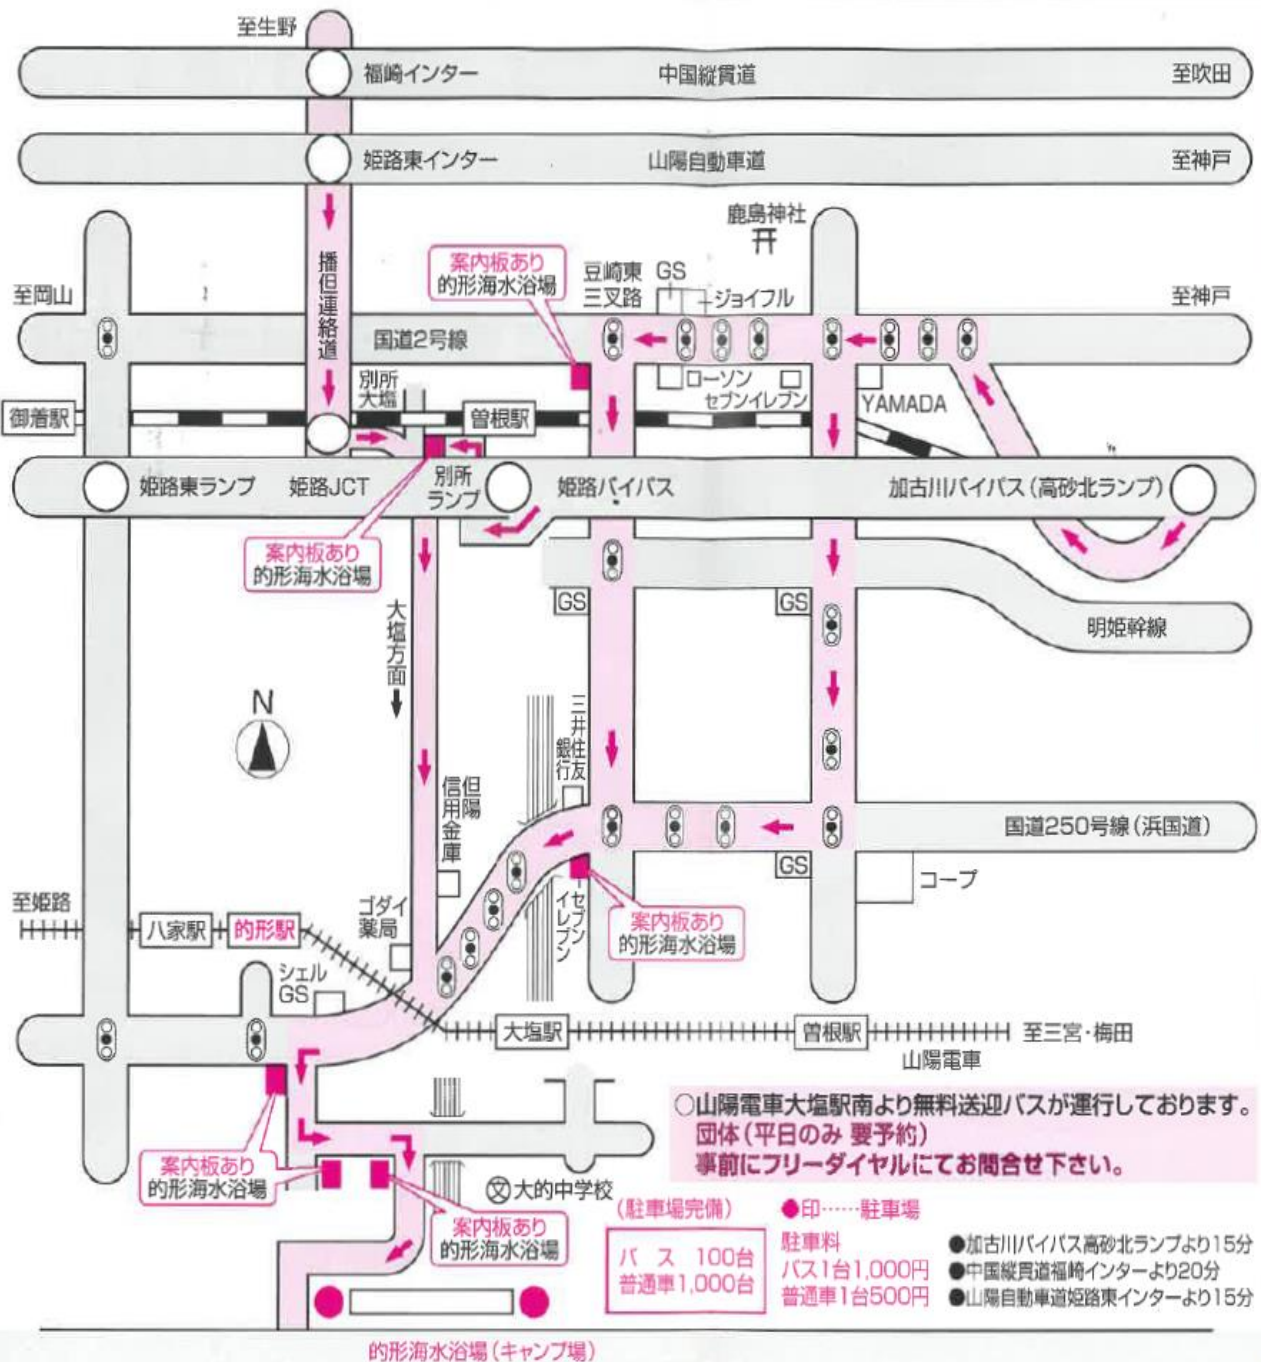 至生野
福崎インター
中国縦貫道
至吹田
姫路東インター
山陽自動車道
至神戸
鹿島神社
案内板あり
的形海水浴場
豆崎東
三叉路
GS
ジョイフル
至岡山
播但連絡道
至神戸
国道2号線
別所
大塩
ローソン
セブンイレブン
YAMADA
御着駅
曽根駅
姫路東ランプ
姫路JCT
別所
ランプ
姫路バイパス
加古川バイパス(高砂北ランプ)
案内板あり
的形海水浴場
GS
GS
明姫幹線
大塩方面
N
三井住友
銀行
但陽
信用金庫
国道250号線(浜国道)
GS
コープ
至姫路
八家駅
的形駅
ゴダイ
薬局
セブン
イレブン
案内板あり
的形海水浴場
シェル
GS
大塩駅
曽根駅
至三宮・梅田
山陽電車
○山陽電車大塩駅南より無料送迎バスが運行しております。
団体(平日のみ 要予約)
事前にフリーダイヤルにてお問合せ下さい。
案内板あり
的形海水浴場
文大的中学校
案内板あり
的形海水浴場
(駐車場完備)
バス 100台
普通車1,000台
●印……駐車場
駐車料
バス1台1,000円
普通車1台500円
●加古川バイパス高砂北ランプより15分
●中国縦貫道福崎インターより20分
●山陽自動車道姫路東インターより15分
的形海水浴場(キャンプ場)